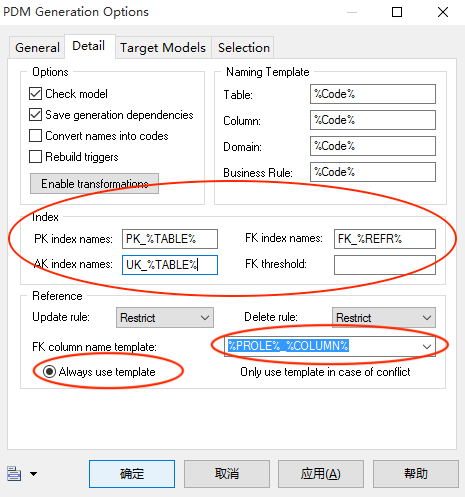 PDM Generation Options
General Detail Target Models Selection
Options Naming Template
Check model Table: %Code%
Save generation dependencies Column: %Code%
Convert names into codes Domain: %Code%
Rebuild triggers Business Rule: %Code%
Enable transformations
Index
PK index names: PK_%TABLE% FK index names: FK_%REFR%
AK index names: UK_%TABLE% FK threshold:
Reference
Update rule: Restrict Delete rule: Restrict
FK column name template: %PROLE%_%COLUMN%
Always use template Only use template in case of conflict
确定 取消 应用(A) 帮助